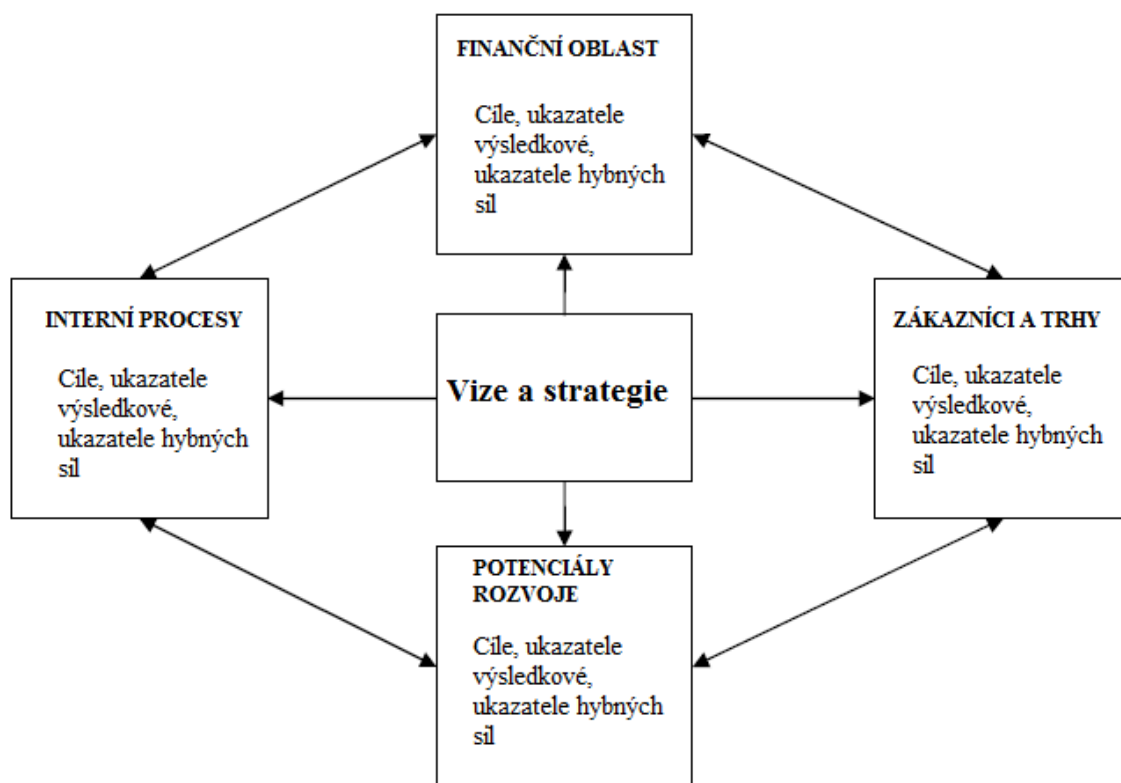 FINANČNÍ OBLAST
Cíle, ukazatele
výsledkové,
ukazatele hybných
sil
INTERNÍ PROCESY
Cíle, ukazatele
výsledkové,
ukazatele hybných
sil
Vize a strategie
ZÁKAZNÍCI A TRHY
Cíle, ukazatele
výsledkové,
ukazatele hybných
sil
POTENCIÁLY
ROZVOJE
Cíle, ukazatele
výsledkové,
ukazatele hybných
sil